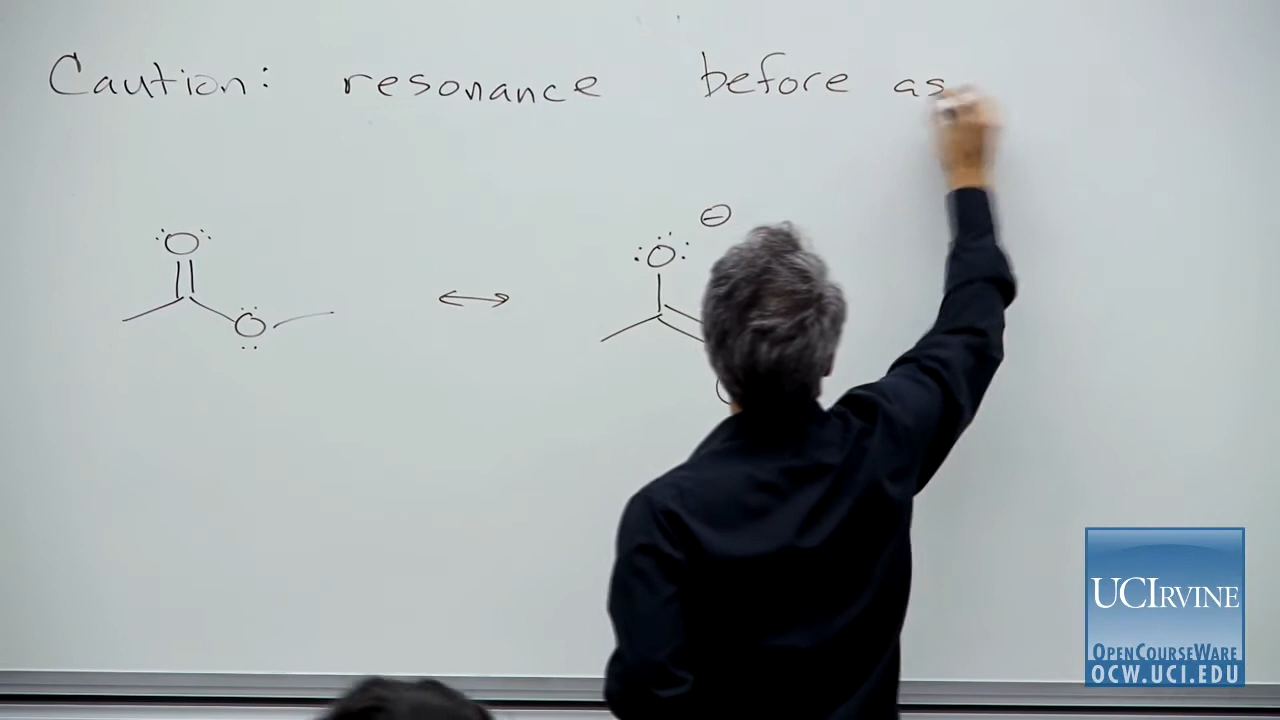 Caution: resonance before as
:O: :O: ⊖
O
UCIRVINE
OPENCOURSEWARE
OCW.UCI.EDU